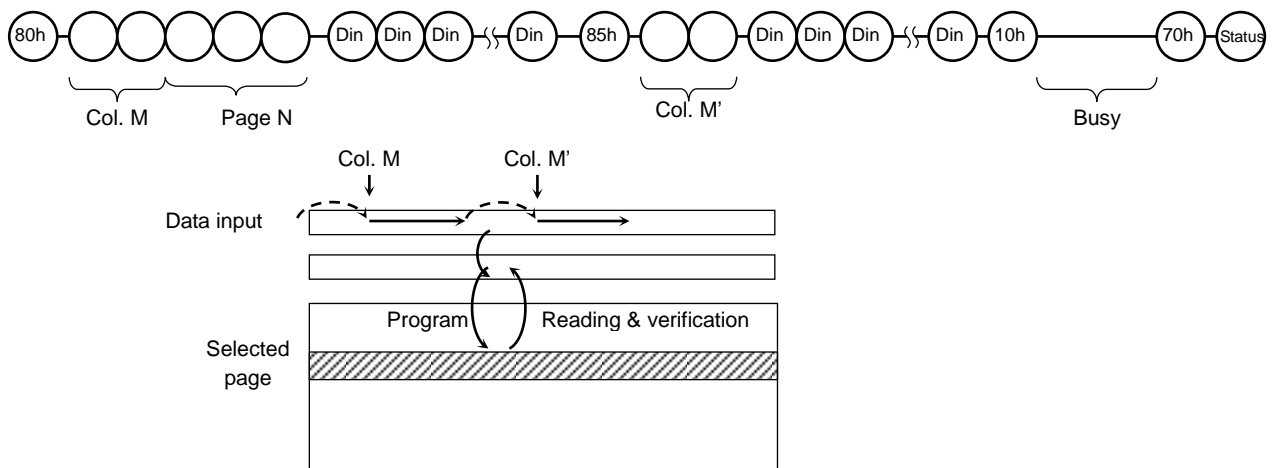 80h Din Din Din Din 85h Din Din Din Din 10h 70h Status
Col. M Page N Col. M’ Busy
Col. M Col. M’
Data input
Program Reading & verification
Selected
page